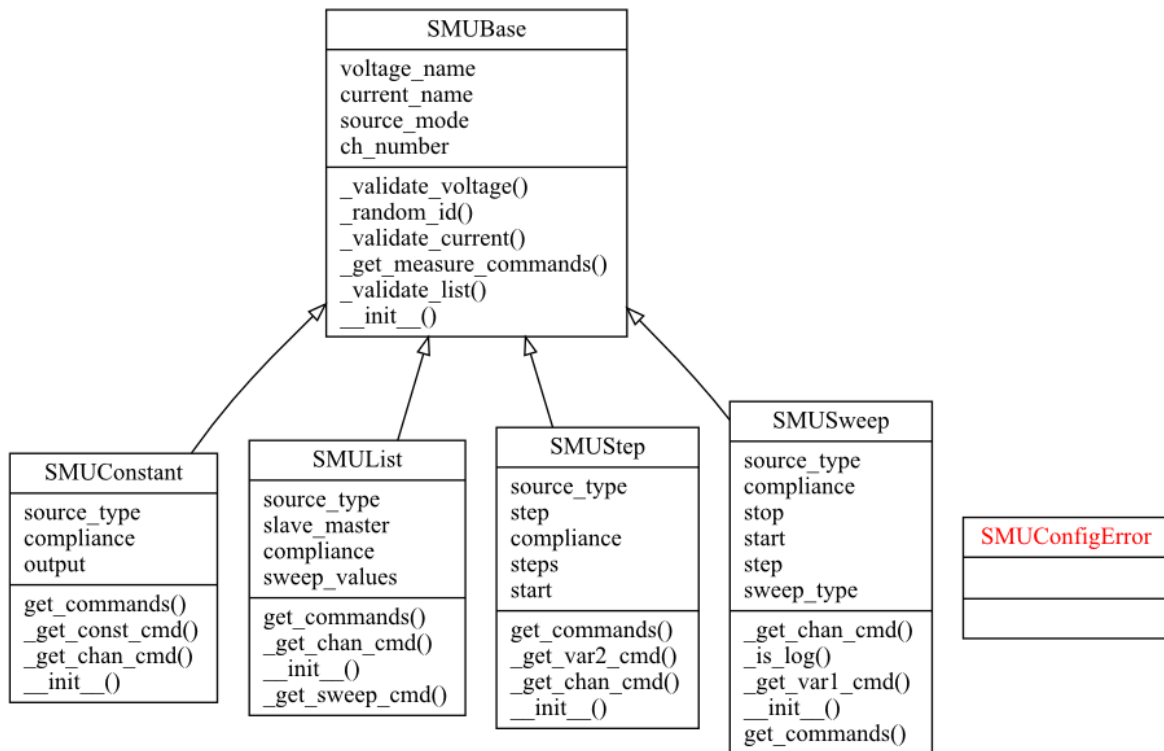 SMUBase
voltage_name
current_name
source_mode
ch_number
_validate_voltage()
_random_id()
_validate_current()
_get_measure_commands()
_validate_list()
__init__()
SMUConstant
source_type
compliance
output
get_commands()
_get_const_cmd()
_get_chan_cmd()
__init__()
SMUList
source_type
slave_master
compliance
sweep_values
get_commands()
_get_chan_cmd()
__init__()
_get_sweep_cmd()
SMUStep
source_type
step
compliance
steps
start
get_commands()
_get_var2_cmd()
_get_chan_cmd()
__init__()
SMUSweep
source_type
compliance
stop
start
step
sweep_type
_get_chan_cmd()
_is_log()
_get_var1_cmd()
__init__()
get_commands()
SMUConfigError